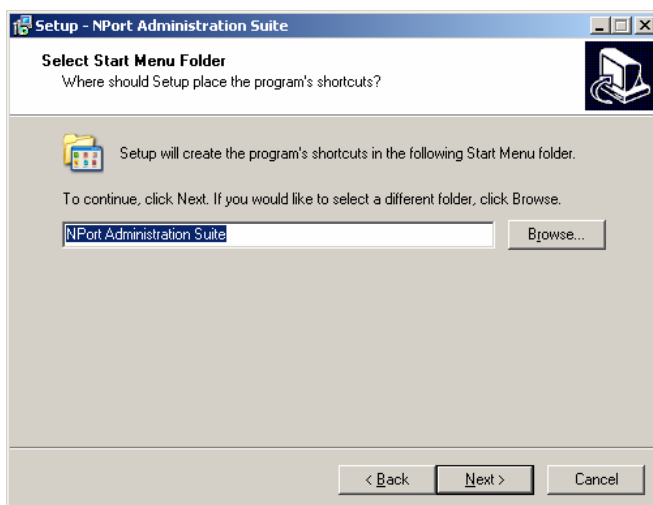 Setup - NPort Administration Suite
Select Start Menu Folder
Where should Setup place the program's shortcuts?
Setup will create the program's shortcuts in the following Start Menu folder.
To continue, click Next. If you would like to select a different folder, click Browse.
NPort Administration Suite
Browse...
< Back
Next >
Cancel